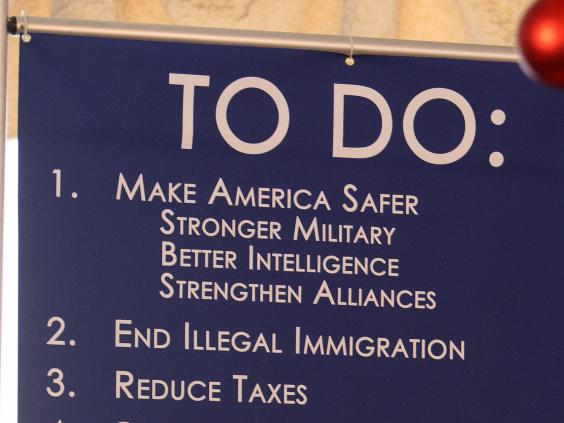 TO DO:
1. MAKE AMERICA SAFER
STRONGER MILITARY
BETTER INTELLIGENCE
STRENGTHEN ALLIANCES
2. END ILLEGAL IMMIGRATION
3. REDUCE TAXES